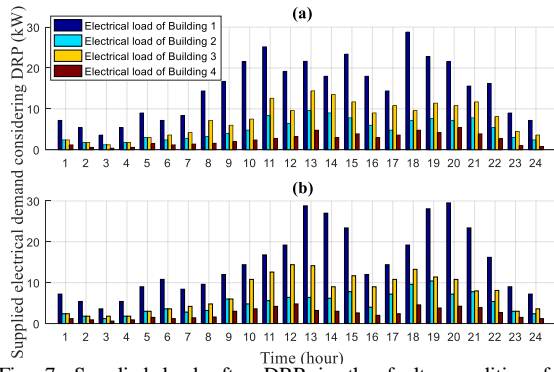 (a)
Supplied electrical demand considering DRP (kW)
30
20
10
0
Electrical load of Building 1
Electrical load of Building 2
Electrical load of Building 3
Electrical load of Building 4
1 2 3 4 5 6 7 8 9 10 11 12 13 14 15 16 17 18 19 20 21 22 23 24
(b)
30
20
10
0
1 2 3 4 5 6 7 8 9 10 11 12 13 14 15 16 17 18 19 20 21 22 23 24
Time (hour)